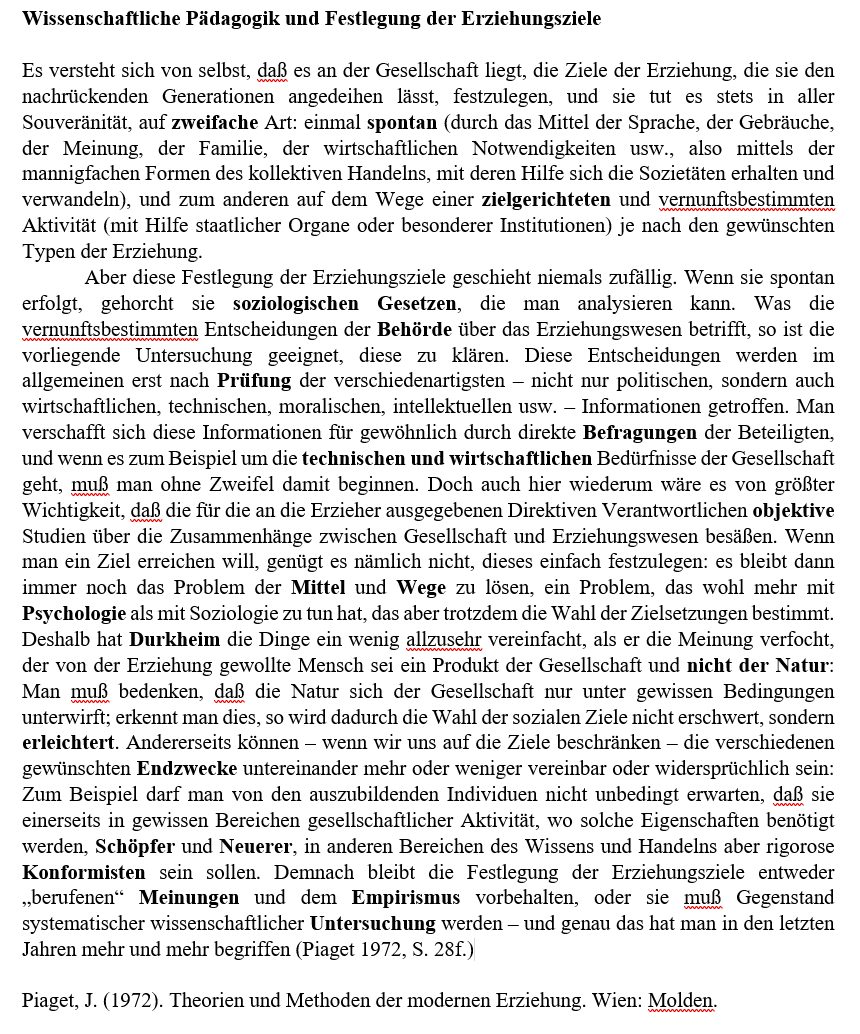 Wissenschaftliche Pädagogik und Festlegung der Erziehungsziele
Es versteht sich von selbst, daß es an der Gesellschaft liegt, die Ziele der Erziehung, die sie den
nachrückenden Generationen angedeihen lässt, festzulegen, und sie tut es stets in aller
Souveränität, auf zweifache Art: einmal spontan (durch das Mittel der Sprache, der Gebräuche,
der Meinung, der Familie, der wirtschaftlichen Notwendigkeiten usw., also mittels der
mannigfachen Formen des kollektiven Handelns, mit deren Hilfe sich die Sozietäten erhalten und
verwandeln), und zum anderen auf dem Wege einer zielgerichteten und vernunftsbestimmten
Aktivität (mit Hilfe staatlicher Organe oder besonderer Institutionen) je nach den gewünschten
Typen der Erziehung.
Aber diese Festlegung der Erziehungsziele geschieht niemals zufällig. Wenn sie spontan
erfolgt, gehorcht sie soziologischen Gesetzen, die man analysieren kann. Was die
vernunftsbestimmten Entscheidungen der Behörde über das Erziehungswesen betrifft, so ist die
vorliegende Untersuchung geeignet, diese zu klären. Diese Entscheidungen werden im
allgemeinen erst nach Prüfung der verschiedenartigsten – nicht nur politischen, sondern auch
wirtschaftlichen, technischen, moralischen, intellektuellen usw. – Informationen getroffen. Man
verschafft sich diese Informationen für gewöhnlich durch direkte Befragungen der Beteiligten,
und wenn es zum Beispiel um die technischen und wirtschaftlichen Bedürfnisse der Gesellschaft
geht, muß man ohne Zweifel damit beginnen. Doch auch hier wiederum wäre es von größter
Wichtigkeit, daß die für die an die Erzieher ausgegebenen Direktiven Verantwortlichen objektive
Studien über die Zusammenhänge zwischen Gesellschaft und Erziehungswesen besäßen. Wenn
man ein Ziel erreichen will, genügt es nämlich nicht, dieses einfach festzulegen: es bleibt dann
immer noch das Problem der Mittel und Wege zu lösen, ein Problem, das wohl mehr mit
Psychologie als mit Soziologie zu tun hat, das aber trotzdem die Wahl der Zielsetzungen bestimmt.
Deshalb hat Durkheim die Dinge ein wenig allzusehr vereinfacht, als er die Meinung verfocht,
der von der Erziehung gewollte Mensch sei ein Produkt der Gesellschaft und nicht der Natur:
Man muß bedenken, daß die Natur sich der Gesellschaft nur unter gewissen Bedingungen
unterwirft; erkennt man dies, so wird dadurch die Wahl der sozialen Ziele nicht erschwert, sondern
erleichtert. Andererseits können – wenn wir uns auf die Ziele beschränken – die verschiedenen
gewünschten Endzwecke untereinander mehr oder weniger vereinbar oder widersprüchlich sein:
Zum Beispiel darf man von den auszubildenden Individuen nicht unbedingt erwarten, daß sie
einerseits in gewissen Bereichen gesellschaftlicher Aktivität, wo solche Eigenschaften benötigt
werden, Schöpfer und Neuerer, in anderen Bereichen des Wissens und Handelns aber rigorose
Konformisten sein sollen. Demnach bleibt die Festlegung der Erziehungsziele entweder
„berufenen“ Meinungen und dem Empirismus vorbehalten, oder sie muß Gegenstand
systematischer wissenschaftlicher Untersuchung werden – und genau das hat man in den letzten
Jahren mehr und mehr begriffen (Piaget 1972, S. 28f.)
Piaget, J. (1972). Theorien und Methoden der modernen Erziehung. Wien: Molden.